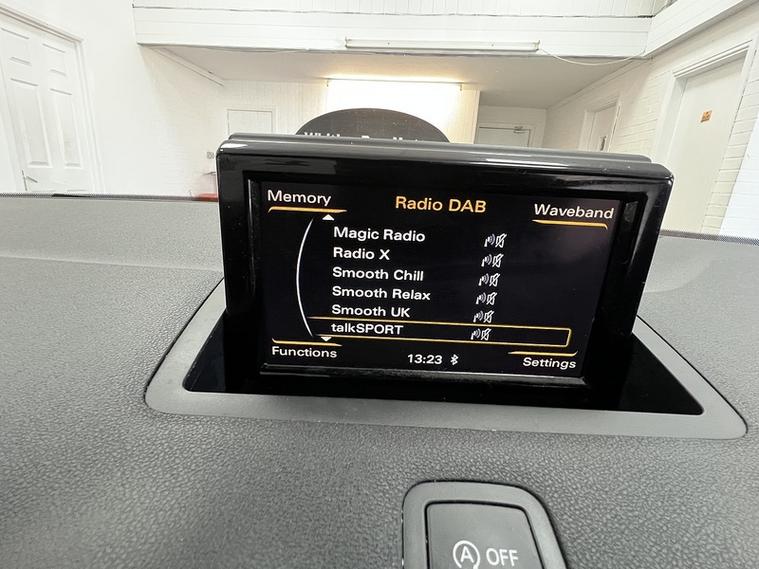 Memory
Radio DAB
Waveband
Magic Radio
Radio X
Smooth Chill
Smooth Relax
Smooth UK
talkSPORT
Functions
13:23
Settings
A OFF